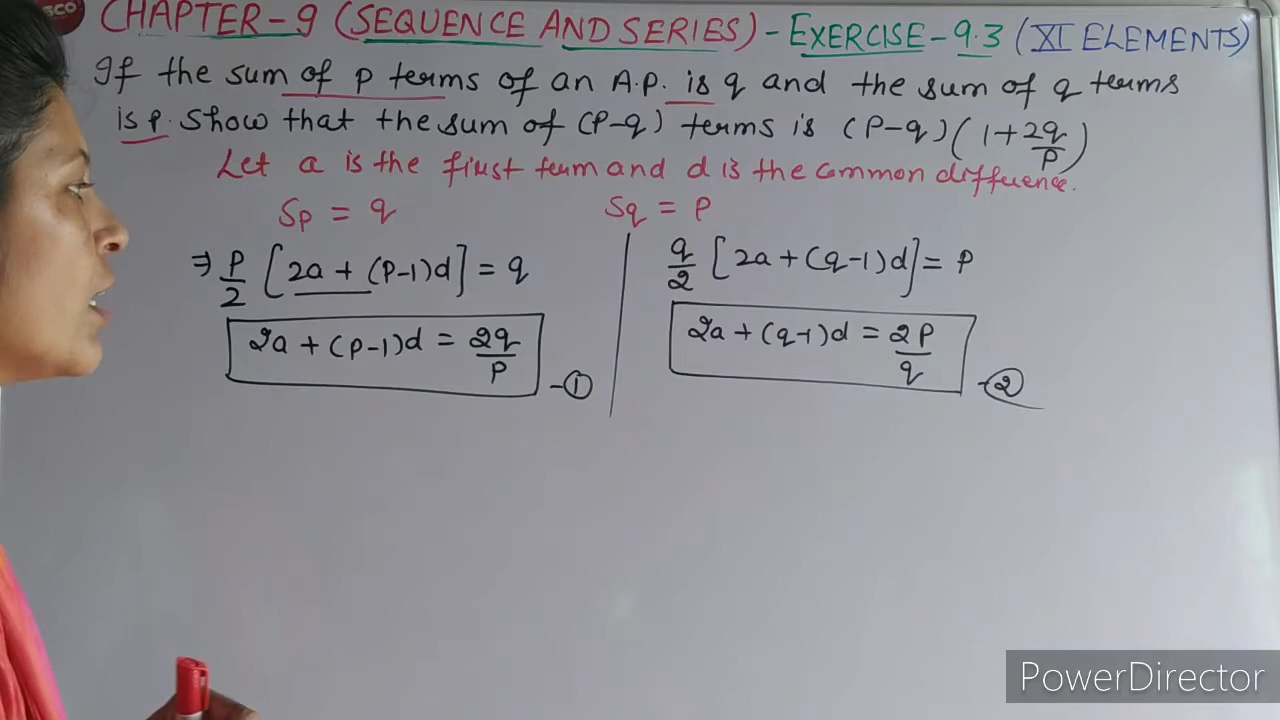 SCO
CHAPTER-9 (SEQUENCE AND SERIES) - EXERCISE - 9.3 (XI ELEMENTS)
If the sum of p terms of an A.P. is q and the sum of q terms
is p. Show that the sum of (P-q) terms is (P-q)(1+2q/p)
Let a is the first term and d is the common difference.
Sp = q
Sq = P
⇒ P/2 [2a + (P-1)d] = q
q/2 [2a + (q-1)d] = P
2a + (P-1)d = 2q/P -①
2a + (q-1)d = 2P/q -②
PowerDirector